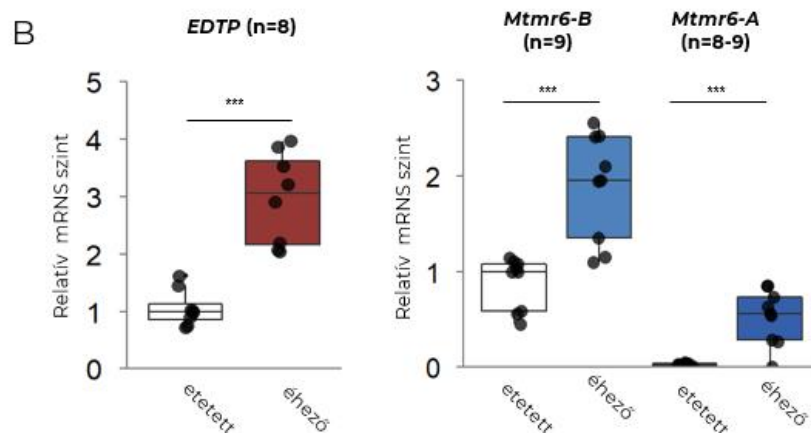 B
EDTP (n=8)
Relatív mRNS szint
5
4
3
2
1
0
***
etetett
éhező
Mtmr6-B
(n=9)
Mtmr6-A
(n=8-9)
Relatív mRNS szint
3
2
1
0
***
***
etetett
éhező
etetett
éhező